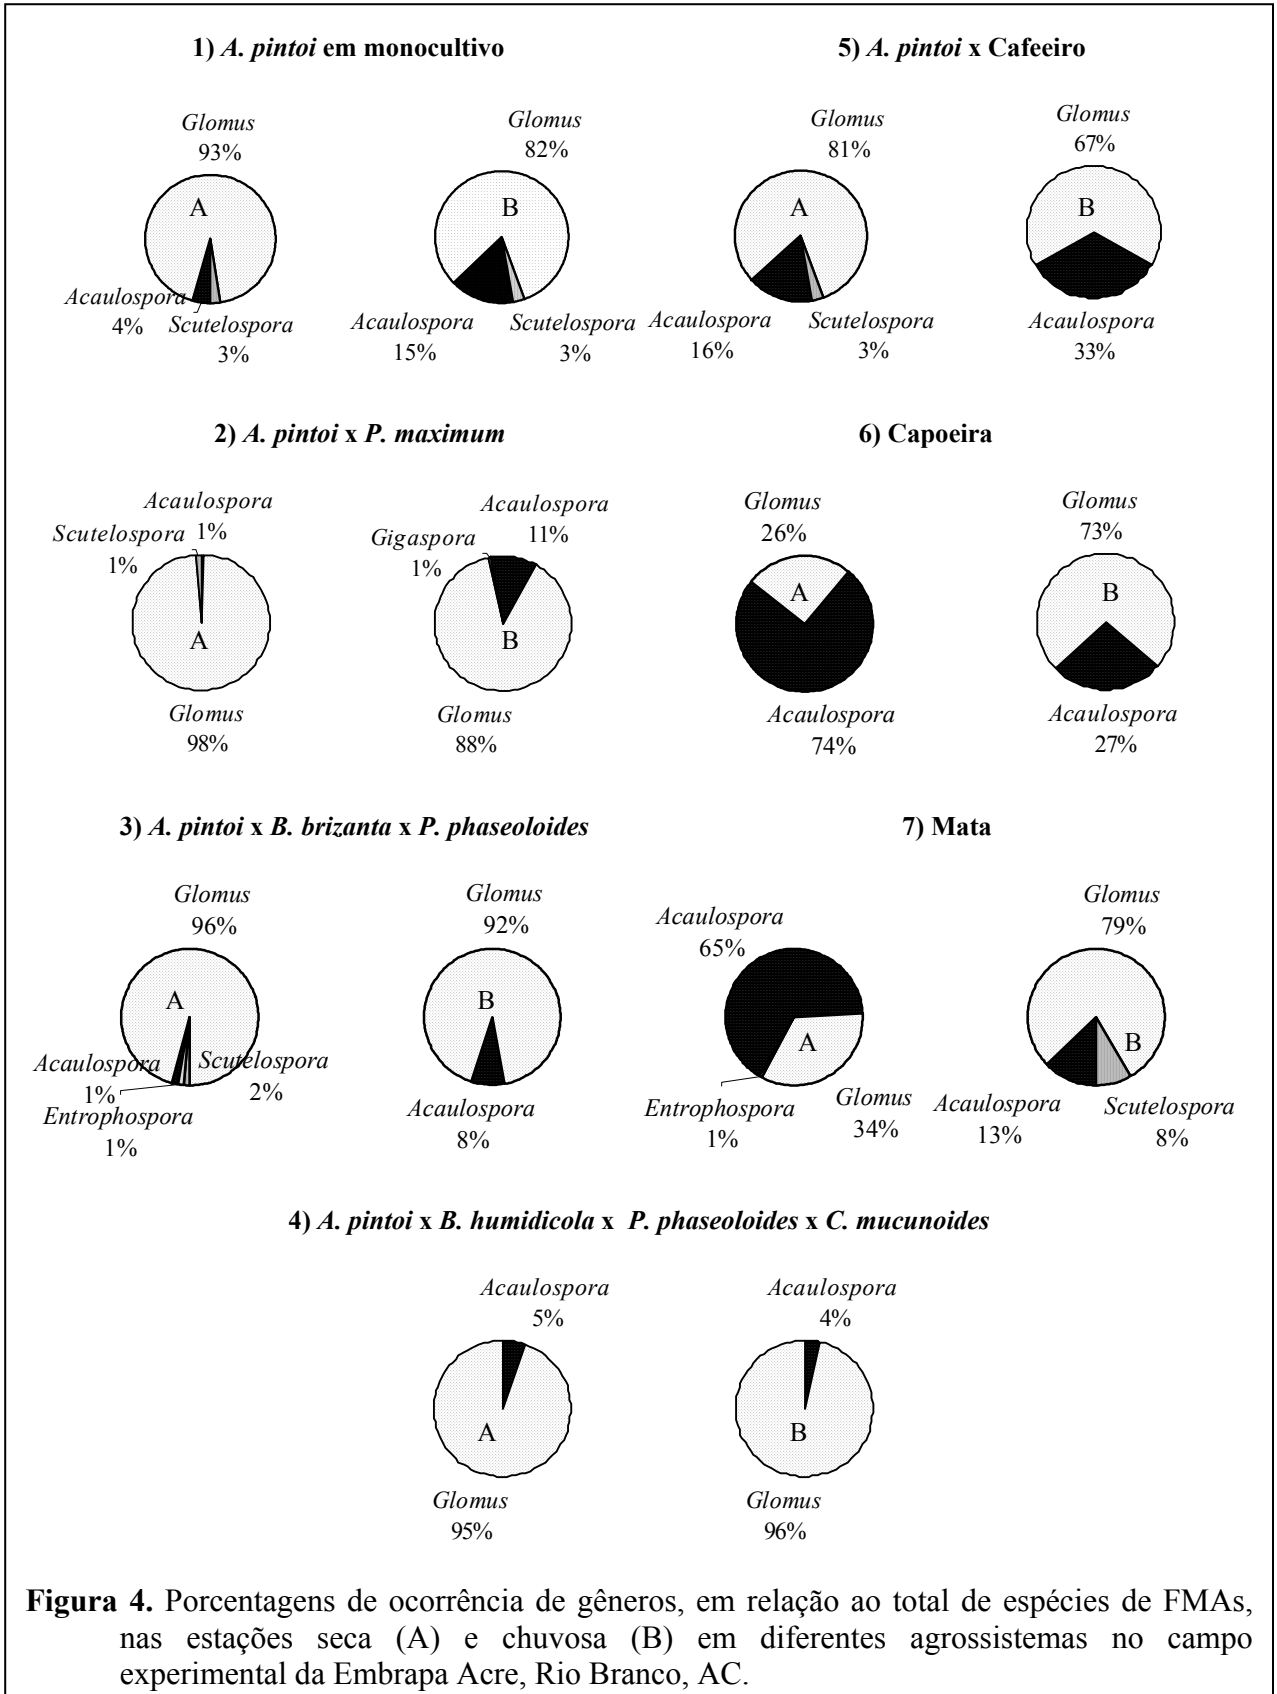 1) A. pintoi em monocultivo
Glomus
93%
A
Acaulospora
4%
Scutelospora
3%
Glomus
82%
B
Acaulospora
15%
Scutelospora
3%
5) A. pintoi x Cafeeiro
Glomus
81%
A
Acaulospora
16%
Scutelospora
3%
Glomus
67%
B
Acaulospora
33%
2) A. pintoi x P. maximum
Acaulospora
1%
Scutelospora
1%
A
Glomus
98%
Acaulospora
11%
Gigaspora
1%
B
Glomus
88%
6) Capoeira
Glomus
26%
A
Acaulospora
74%
Glomus
73%
B
Acaulospora
27%
3) A. pintoi x B. brizanta x P. phaseoloides
Glomus
96%
A
Acaulospora
1%
Scutelospora
2%
Entrophospora
1%
Glomus
92%
B
Acaulospora
8%
7) Mata
Acaulospora
65%
A
Entrophospora
1%
Glomus
34%
Glomus
79%
B
Acaulospora
13%
Scutelospora
8%
4) A. pintoi x B. humidicola x P. phaseoloides x C. mucunoides
Acaulospora
5%
A
Glomus
95%
Acaulospora
4%
B
Glomus
96%
Figura 4. Porcentagens de ocorrência de gêneros, em relação ao total de espécies de FMAs,
nas estações seca (A) e chuvosa (B) em diferentes agrossistemas no campo
experimental da Embrapa Acre, Rio Branco, AC.